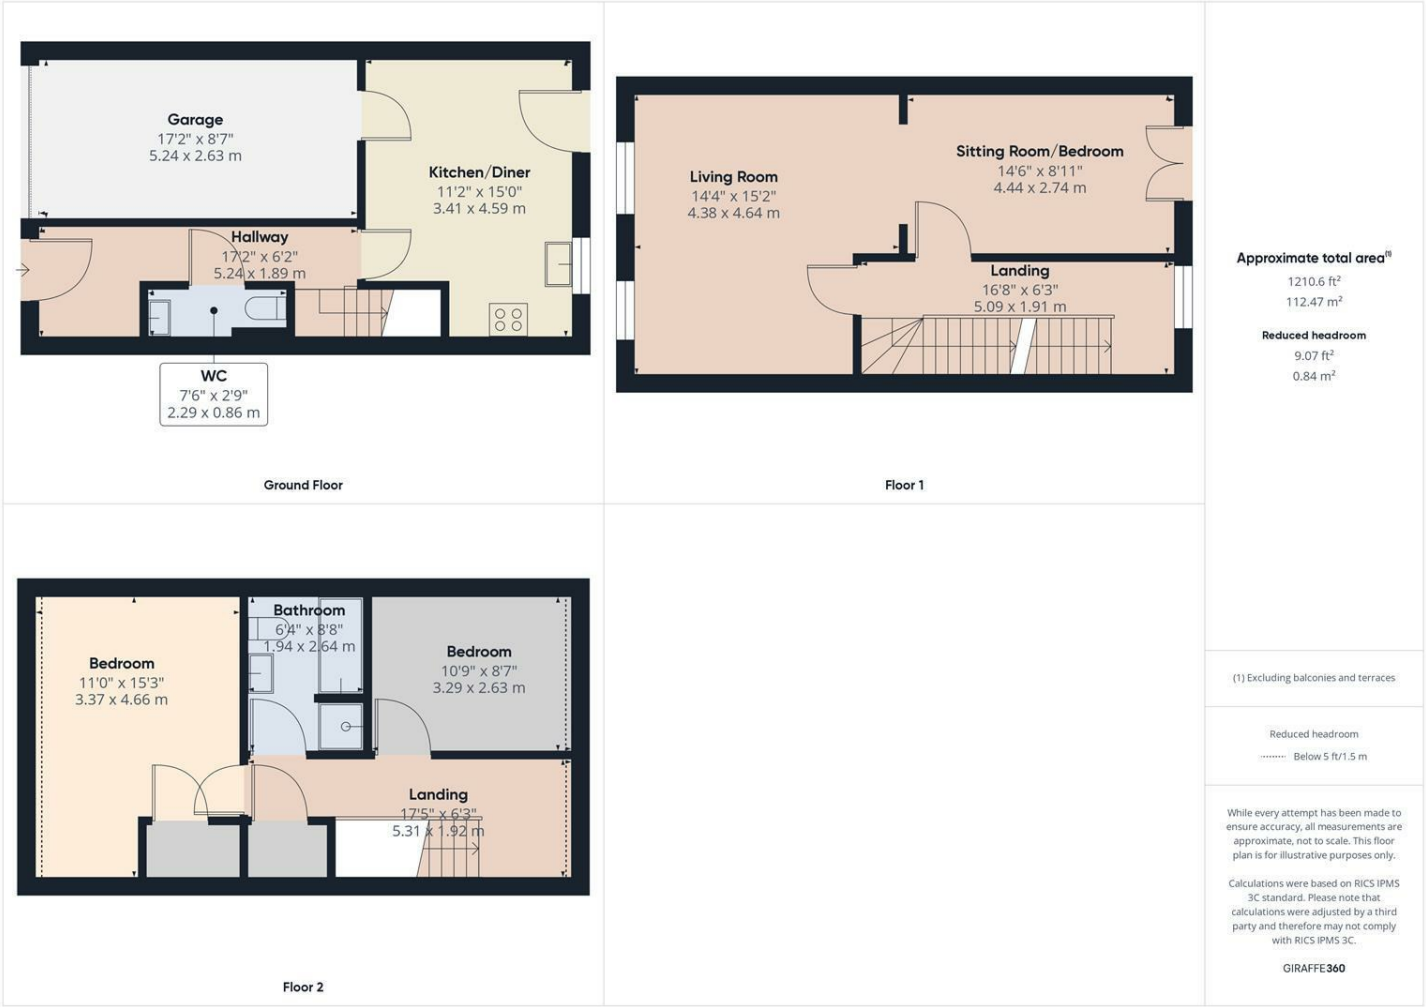 Garage
17'2" x 8'7"
5.24 x 2.63 m
Kitchen/Diner
11'2" x 15'0"
3.41 x 4.59 m
Hallway
17'2" x 6'2"
5.24 x 1.89 m
WC
7'6" x 2'9"
2.29 x 0.86 m
Ground Floor
Living Room
14'4" x 15'2"
4.38 x 4.64 m
Sitting Room/Bedroom
14'6" x 8'11"
4.44 x 2.74 m
Landing
16'8" x 6'3"
5.09 x 1.91 m
Floor 1
Bedroom
11'0" x 15'3"
3.37 x 4.66 m
Bathroom
6'4" x 8'8"
1.94 x 2.64 m
Bedroom
10'9" x 8'7"
3.29 x 2.63 m
Landing
17'5" x 6'3"
5.31 x 1.92 m
Floor 2
Approximate total area⁽¹⁾
1210.6 ft²
112.47 m²
Reduced headroom
9.07 ft²
0.84 m²
(1) Excluding balconies and terraces
Reduced headroom
Below 5 ft/1.5 m
While every attempt has been made to
ensure accuracy, all measurements are
approximate, not to scale. This floor
plan is for illustrative purposes only.
Calculations were based on RICS IPMS
3C standard. Please note that
calculations were adjusted by a third
party and therefore may not comply
with RICS IPMS 3C.
GIRAFFE360